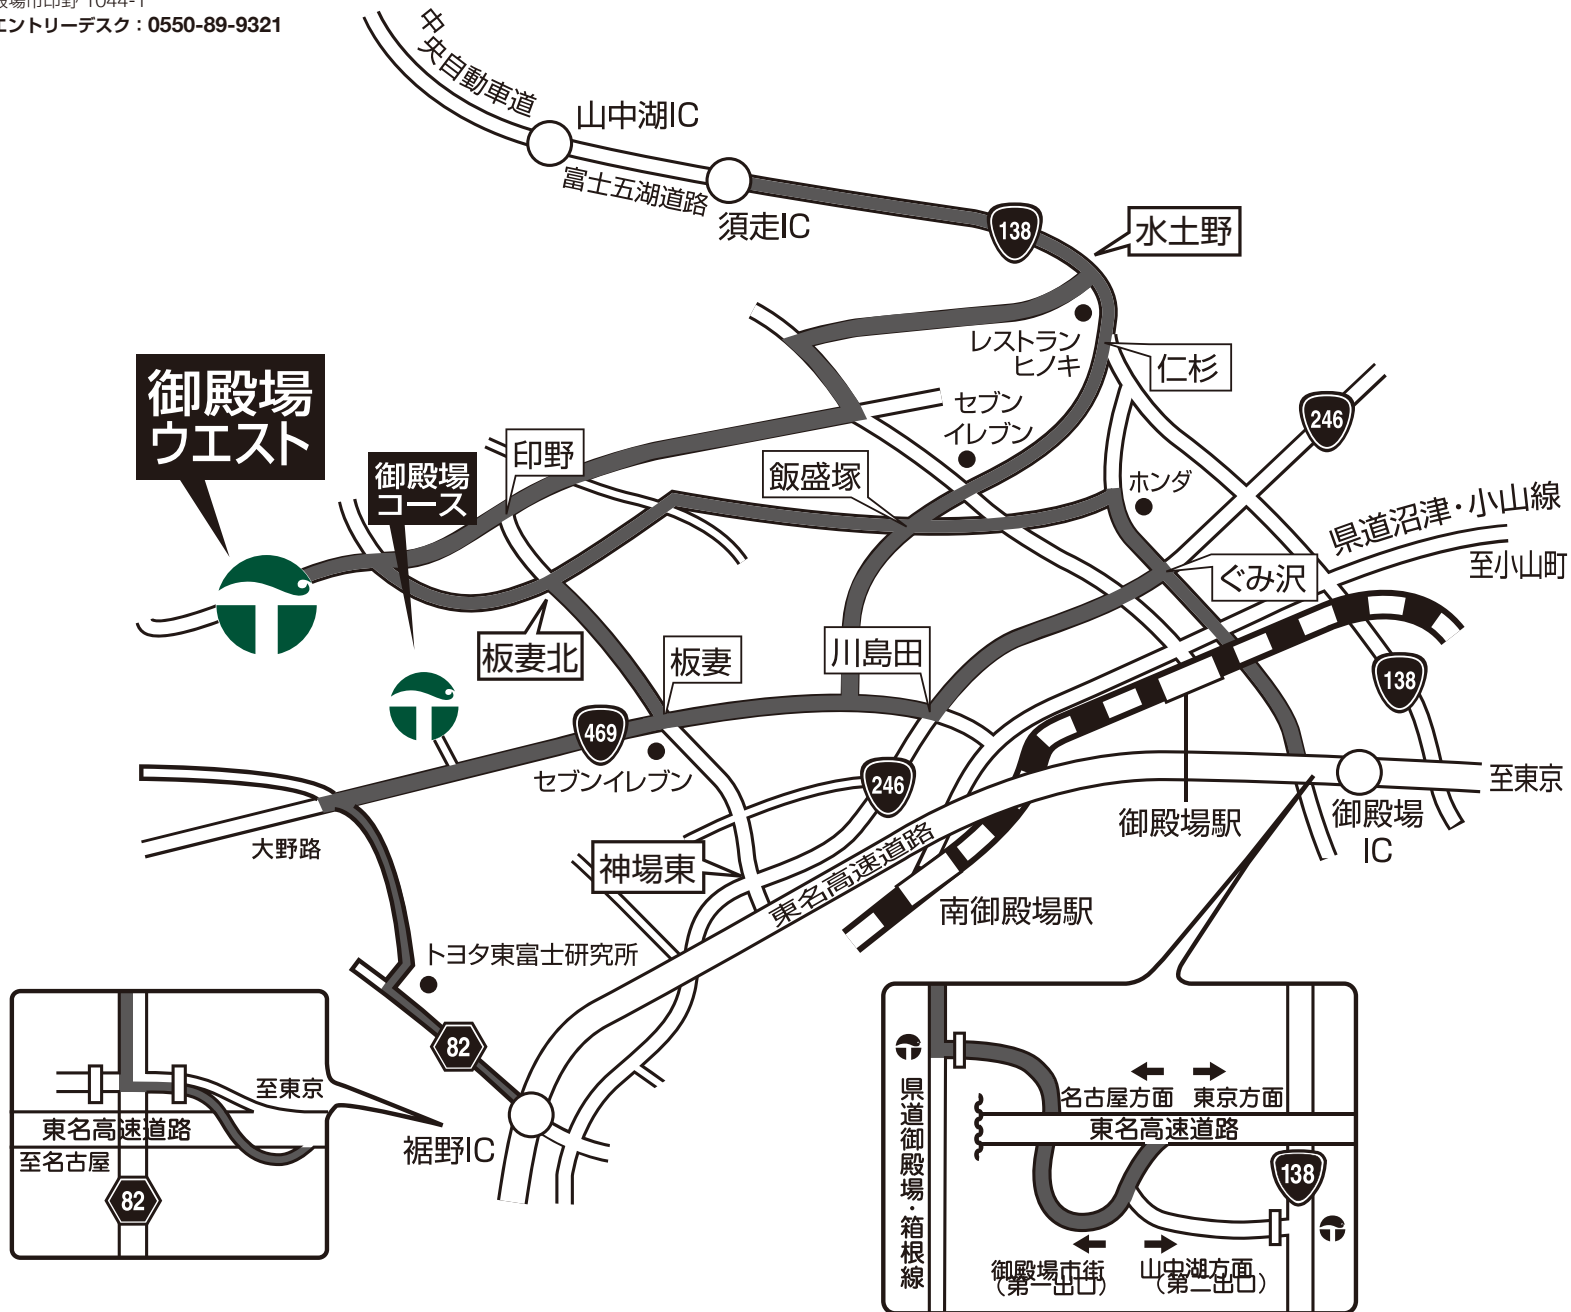 殿場市印野 1044-1
エントリーデスク：0550-89-9321
中央自動車道
山中湖IC
富士五湖道路
須走IC
138
水土野
レストラン
ヒノキ
仁杉
御殿場
ウエスト
246
セブン
イレブン
御殿場
コース
印野
飯盛塚
ホンダ
県道沼津・小山線
至小山町
ぐみ沢
板妻北
板妻
川島田
138
469
セブンイレブン
246
至東京
御殿場駅
御殿場
IC
大野路
神場東
東名高速道路
南御殿場駅
トヨタ東富士研究所
82
裾野IC
至東京
東名高速道路
至名古屋
82
県道御殿場・箱根線
名古屋方面
東京方面
東名高速道路
138
御殿場市街
（第一出口）
山中湖方面
（第二出口）